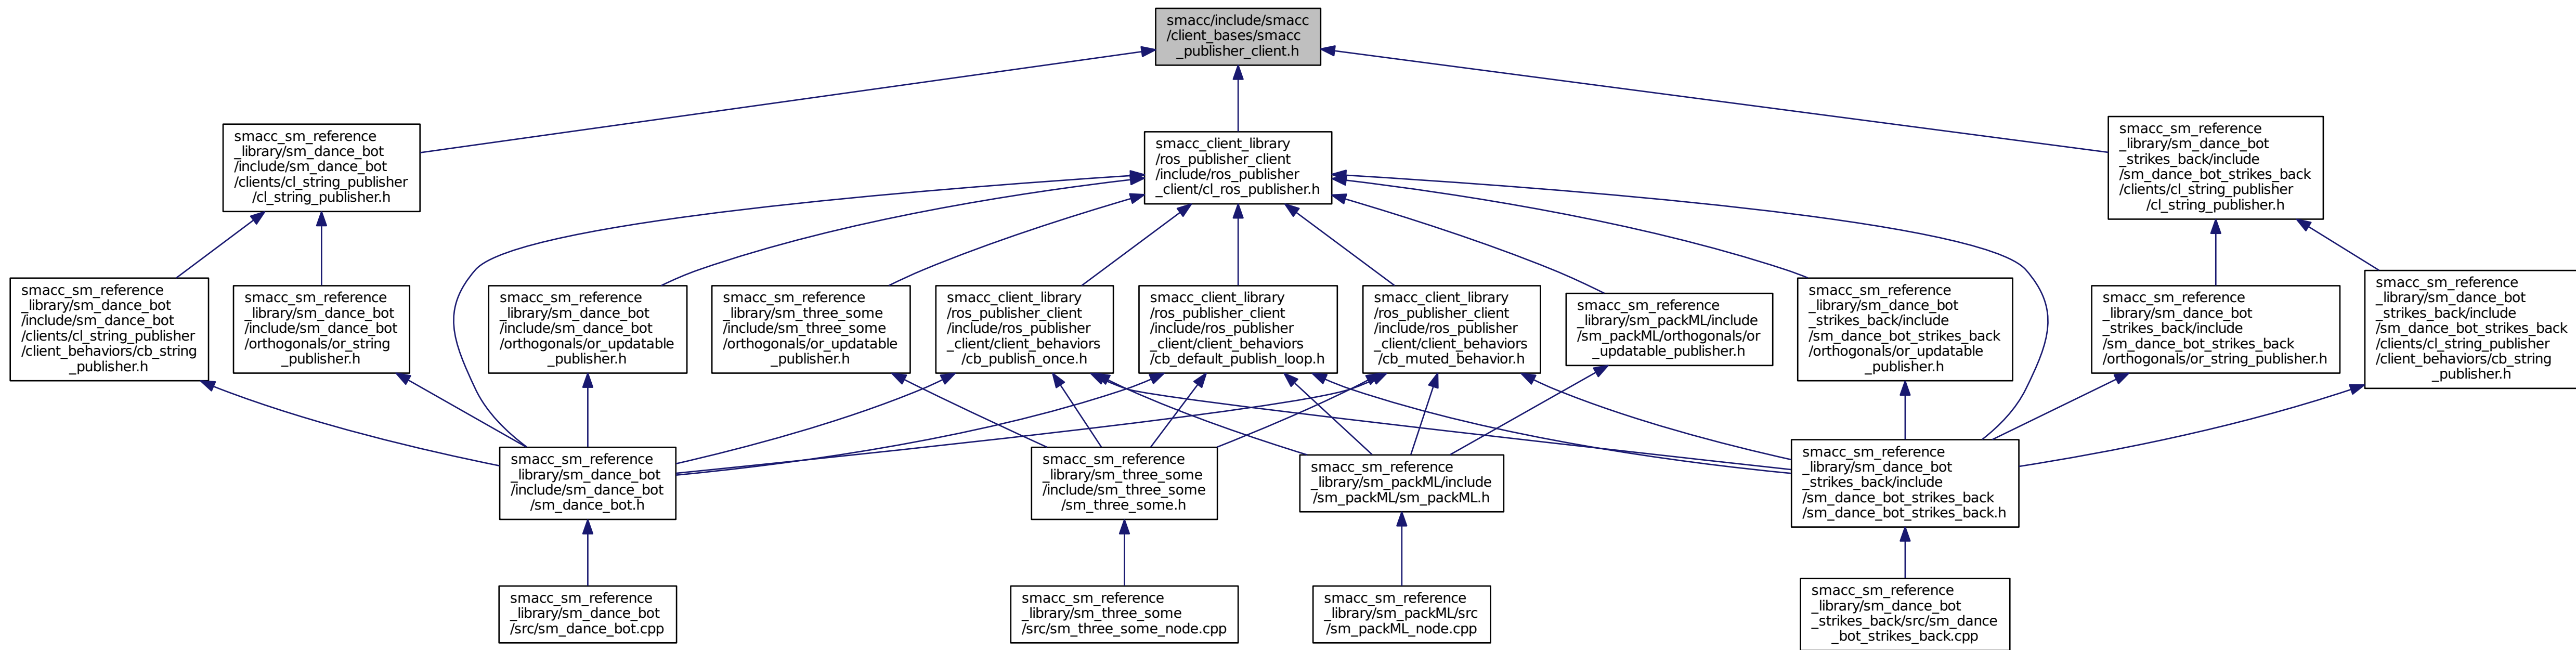 smacc/include/smacc
/client_bases/smacc
_publisher_client.h
smacc_sm_reference
_library/sm_dance_bot
/include/sm_dance_bot
/clients/cl_string_publisher
/cl_string_publisher.h
smacc_client_library
/ros_publisher_client
/include/ros_publisher
_client/cl_ros_publisher.h
smacc_sm_reference
_library/sm_dance_bot
_strikes_back/include
/sm_dance_bot_strikes_back
/clients/cl_string_publisher
/cl_string_publisher.h
smacc_sm_reference
_library/sm_dance_bot
/include/sm_dance_bot
/clients/cl_string_publisher
/client_behaviors/cb_string
_publisher.h
smacc_sm_reference
_library/sm_dance_bot
/include/sm_dance_bot
/orthogonals/or_string
_publisher.h
smacc_sm_reference
_library/sm_dance_bot
/include/sm_dance_bot
/orthogonals/or_updatable
_publisher.h
smacc_sm_reference
_library/sm_three_some
/include/sm_three_some
/orthogonals/or_updatable
_publisher.h
smacc_client_library
/ros_publisher_client
/include/ros_publisher
_client/client_behaviors
/cb_publish_once.h
smacc_client_library
/ros_publisher_client
/include/ros_publisher
_client/client_behaviors
/cb_default_publish_loop.h
smacc_client_library
/ros_publisher_client
/include/ros_publisher
_client/client_behaviors
/cb_muted_behavior.h
smacc_sm_reference
_library/sm_packML/include
/sm_packML/orthogonals/or
_updatable_publisher.h
smacc_sm_reference
_library/sm_dance_bot
_strikes_back/include
/sm_dance_bot_strikes_back
/orthogonals/or_updatable
_publisher.h
smacc_sm_reference
_library/sm_dance_bot
_strikes_back/include
/sm_dance_bot_strikes_back
/orthogonals/or_string_publisher.h
smacc_sm_reference
_library/sm_dance_bot
_strikes_back/include
/sm_dance_bot_strikes_back
/clients/cl_string_publisher
/client_behaviors/cb_string
_publisher.h
smacc_sm_reference
_library/sm_dance_bot
/include/sm_dance_bot
/sm_dance_bot.h
smacc_sm_reference
_library/sm_three_some
/include/sm_three_some
/sm_three_some.h
smacc_sm_reference
_library/sm_packML/include
/sm_packML/sm_packML.h
smacc_sm_reference
_library/sm_dance_bot
_strikes_back/include
/sm_dance_bot_strikes_back
/sm_dance_bot_strikes_back.h
smacc_sm_reference
_library/sm_dance_bot
/src/sm_dance_bot.cpp
smacc_sm_reference
_library/sm_three_some
/src/sm_three_some_node.cpp
smacc_sm_reference
_library/sm_packML/src
/sm_packML_node.cpp
smacc_sm_reference
_library/sm_dance_bot
_strikes_back/src/sm_dance
_bot_strikes_back.cpp